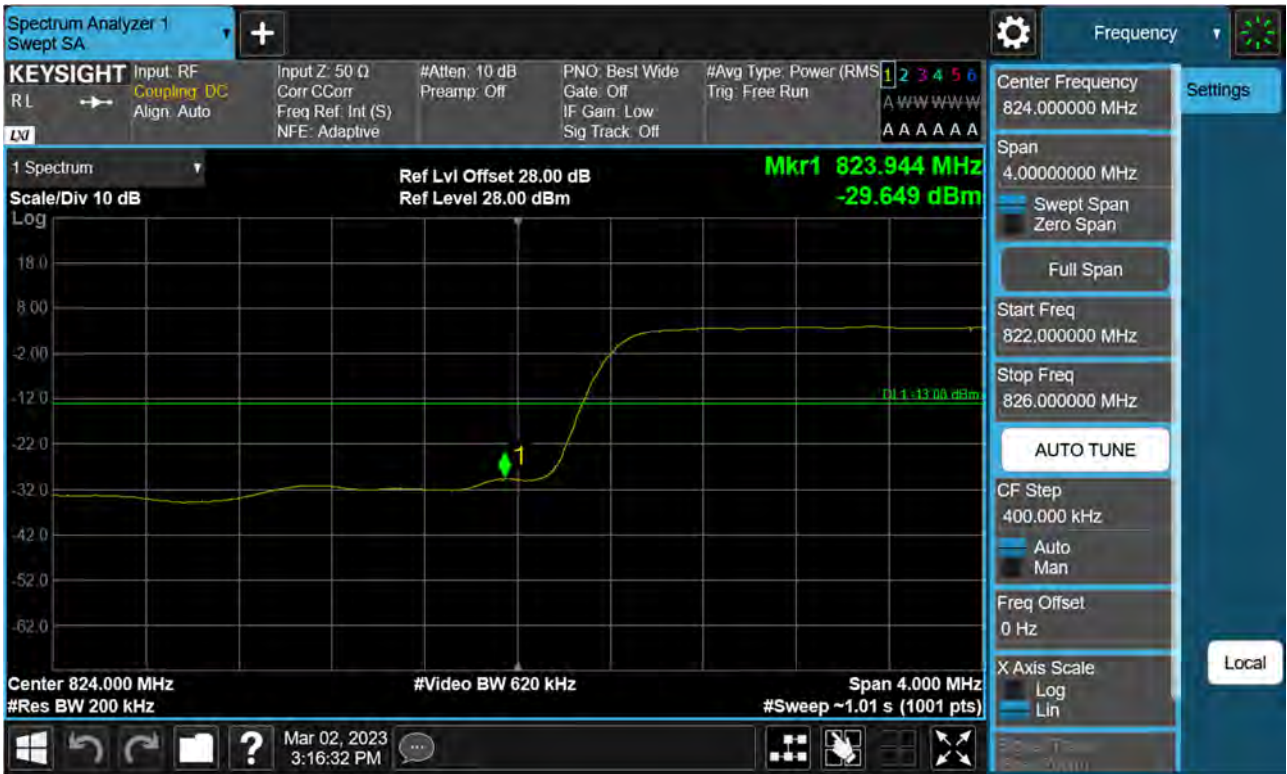 Spectrum Analyzer 1
Swept SA
+
Frequency
KEYSIGHT
RL
LXI
Input: RF
Coupling: DC
Align: Auto
Input Z: 50 Ω
Corr CCorr
Freq Ref: Int (S)
NFE: Adaptive
#Atten: 10 dB
Preamp: Off
PNO: Best Wide
Gate: Off
IF Gain: Low
Sig Track: Off
#Avg Type: Power (RMS
Trig: Free Run
1 2 3 4 5 6
A W W W W W
A A A A A A
1 Spectrum
Scale/Div 10 dB
Log
Ref Lvl Offset 28.00 dB
Ref Level 28.00 dBm
Mkr1 823.944 MHz
-29.649 dBm
18.0
8.00
-2.00
-12.0
-22.0
-32.0
-42.0
-52.0
-62.0
DL1 -13.00 dBm
1
Center 824.000 MHz
#Res BW 200 kHz
#Video BW 620 kHz
Span 4.000 MHz
#Sweep ~1.01 s (1001 pts)
Center Frequency
824.000000 MHz
Settings
Span
4.00000000 MHz
Swept Span
Zero Span
Full Span
Start Freq
822.000000 MHz
Stop Freq
826.000000 MHz
AUTO TUNE
CF Step
400.000 kHz
Auto
Man
Freq Offset
0 Hz
X Axis Scale
Log
Lin
Local
?
Mar 02, 2023
3:16:32 PM